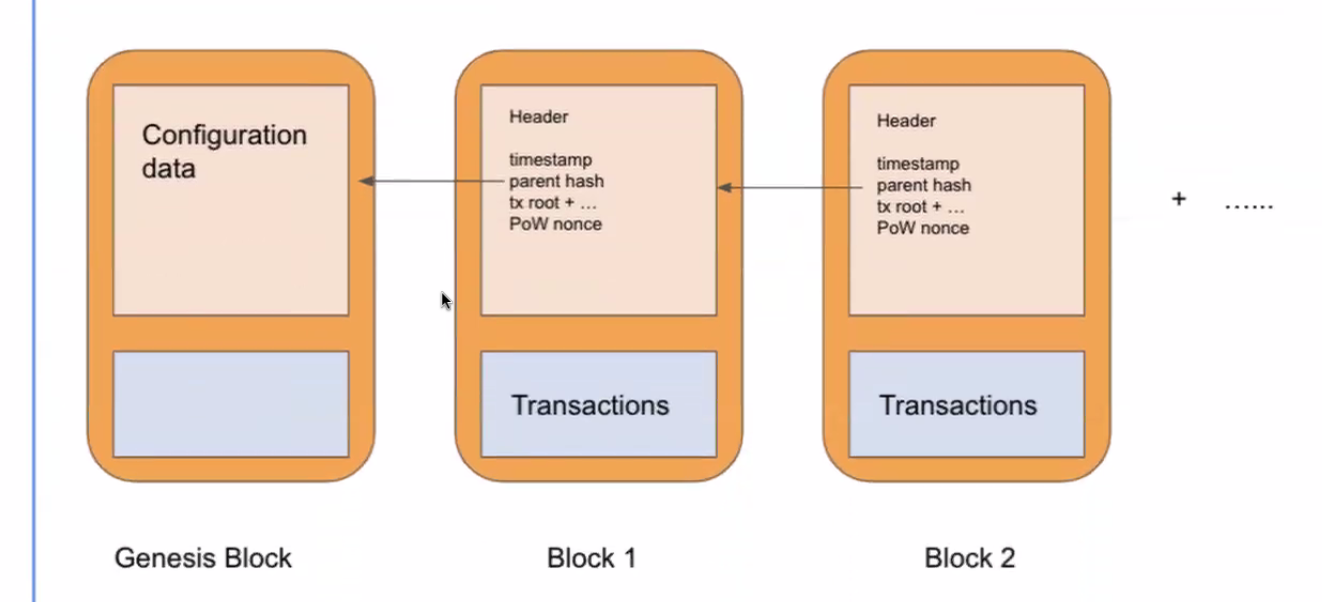 Configuration
data
Header
timestamp
parent hash
tx root + ...
PoW nonce
Header
timestamp
parent hash
tx root + ...
PoW nonce
+ ......
Transactions
Transactions
Genesis Block
Block 1
Block 2